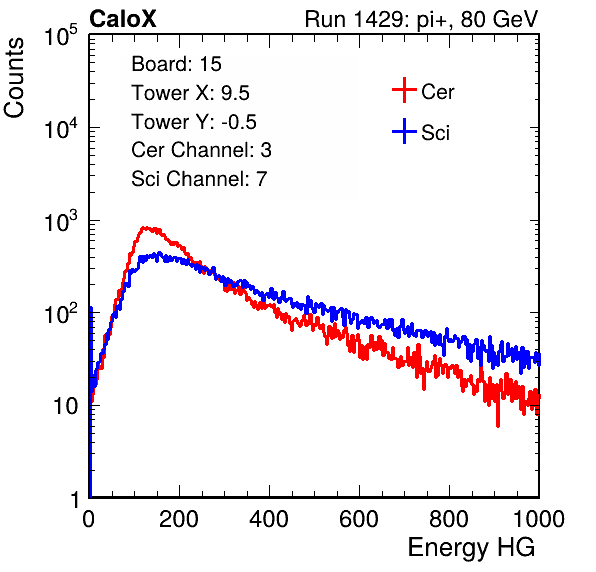 CaloX Run 1429: pi+, 80 GeV
Counts
Board: 15
Tower X: 9.5
Tower Y: -0.5
Cer Channel: 3
Sci Channel: 7
Cer
Sci
10^5
10^4
10^3
10^2
10
1
0 200 400 600 800 1000
Energy HG